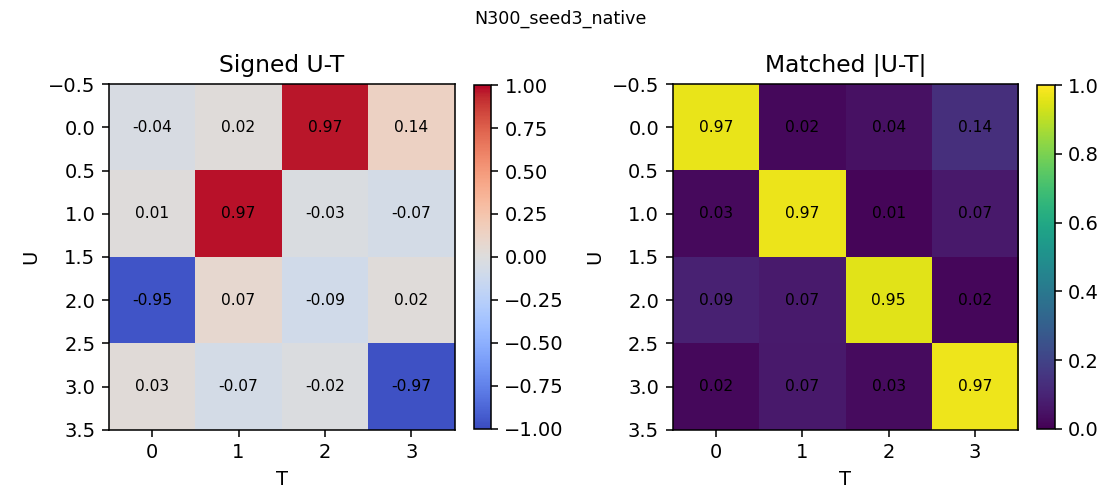 N300_seed3_native
Signed U-T
Matched |U-T|
−0.5
0.0
0.5
1.0
1.5
2.0
2.5
3.0
3.5
U
-0.04 0.02 0.97 0.14
0.01 0.97 -0.03 -0.07
-0.95 0.07 -0.09 0.02
0.03 -0.07 -0.02 -0.97
0 1 2 3
T
1.00
0.75
0.50
0.25
0.00
−0.25
−0.50
−0.75
−1.00
−0.5
0.0
0.5
1.0
1.5
2.0
2.5
3.0
3.5
U
0.97 0.02 0.04 0.14
0.03 0.97 0.01 0.07
0.09 0.07 0.95 0.02
0.02 0.07 0.03 0.97
0 1 2 3
T
1.0
0.8
0.6
0.4
0.2
0.0